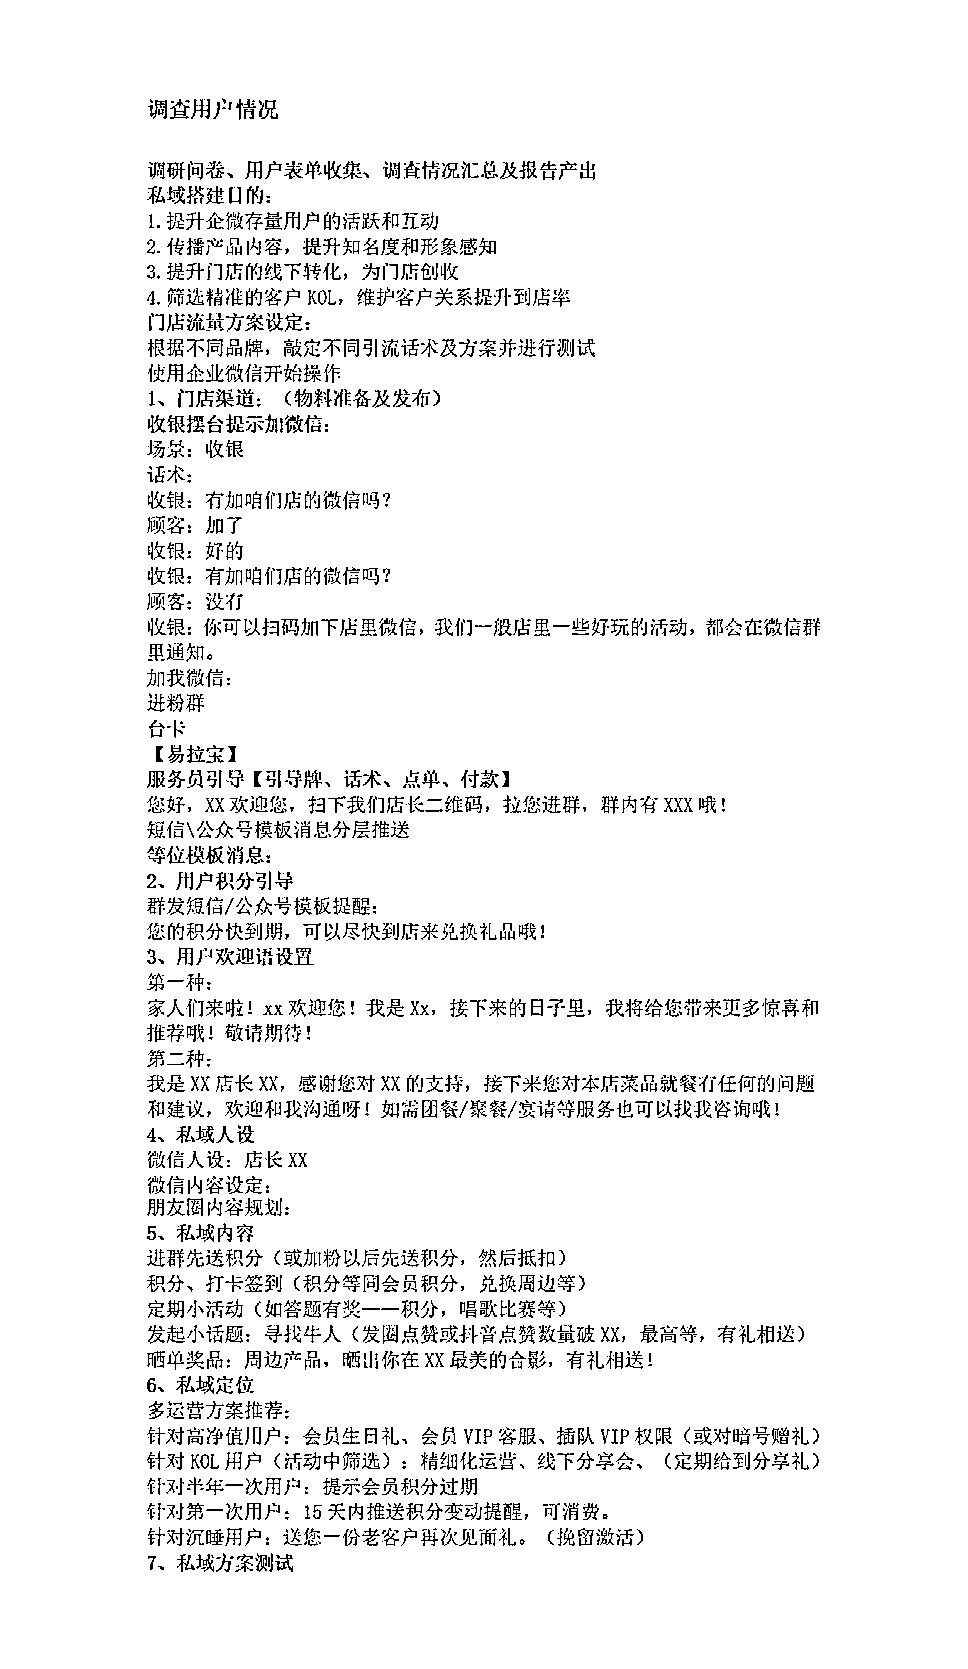 调查用户情况
调研问卷、用户表单收集、调查情况汇总及报告产出
私域搭建目的：
1.提升企微存量用户的活跃和互动
2.传播产品内容，提升知名度和形象感知
3.提升门店的线下转化，为门店创收
4.筛选精准的客户 KOL，维护客户关系提升到店率
门店流量方案设定：
根据不同品牌，敲定不同引流话术及方案并进行测试
使用企业微信开始操作
1、门店渠道：（物料准备及发布）
收银摆台提示加微信：
场景：收银
话术：
收银：有加咱们店的微信吗？
顾客：加了
收银：好的
收银：有加咱们店的微信吗？
顾客：没有
收银：你可以扫码加下店里微信，我们一般店里一些好玩的活动，都会在微信群
里通知。
加我微信：
进粉群
台卡
【易拉宝】
服务员引导【引导牌、话术、点单、付款】
您好，XX 欢迎您，扫下我们店长二维码，拉您进群，群内有 XXX 哦！
短信\公众号模板消息分层推送
等位模板消息：
2、用户积分引导
群发短信/公众号模板提醒：
您的积分快到期，可以尽快到店来兑换礼品哦！
3、用户欢迎语设置
第一种：
家人们来啦！xx 欢迎您！我是 Xx，接下来的日子里，我将给您带来更多惊喜和
推荐哦！敬请期待！
第二种：
我是 XX 店长 XX，感谢您对 XX 的支持，接下来您对本店菜品就餐有任何的问题
和建议，欢迎和我沟通呀！如需团餐/聚餐/宴请等服务也可以找我咨询哦！
4、私域人设
微信人设：店长 XX
微信内容设定：
朋友圈内容规划：
5、私域内容
进群先送积分（或加粉以后先送积分，然后抵扣）
积分、打卡签到（积分等同会员积分，兑换周边等）
定期小活动（如答题有奖——积分，唱歌比赛等）
发起小话题：寻找牛人（发圈点赞或抖音点赞数量破 XX，最高等，有礼相送）
晒单奖品：周边产品，晒出你在 XX 最美的合影，有礼相送！
6、私域定位
多运营方案推荐：
针对高净值用户：会员生日礼、会员 VIP 客服、插队 VIP 权限（或对暗号赠礼）
针对 KOL 用户（活动中筛选）：精细化运营、线下分享会、（定期给到分享礼）
针对半年一次用户：提示会员积分过期
针对第一次用户：15 天内推送积分变动提醒，可消费。
针对沉睡用户：送您一份老客户再次见面礼。（挽留激活）
7、私域方案测试